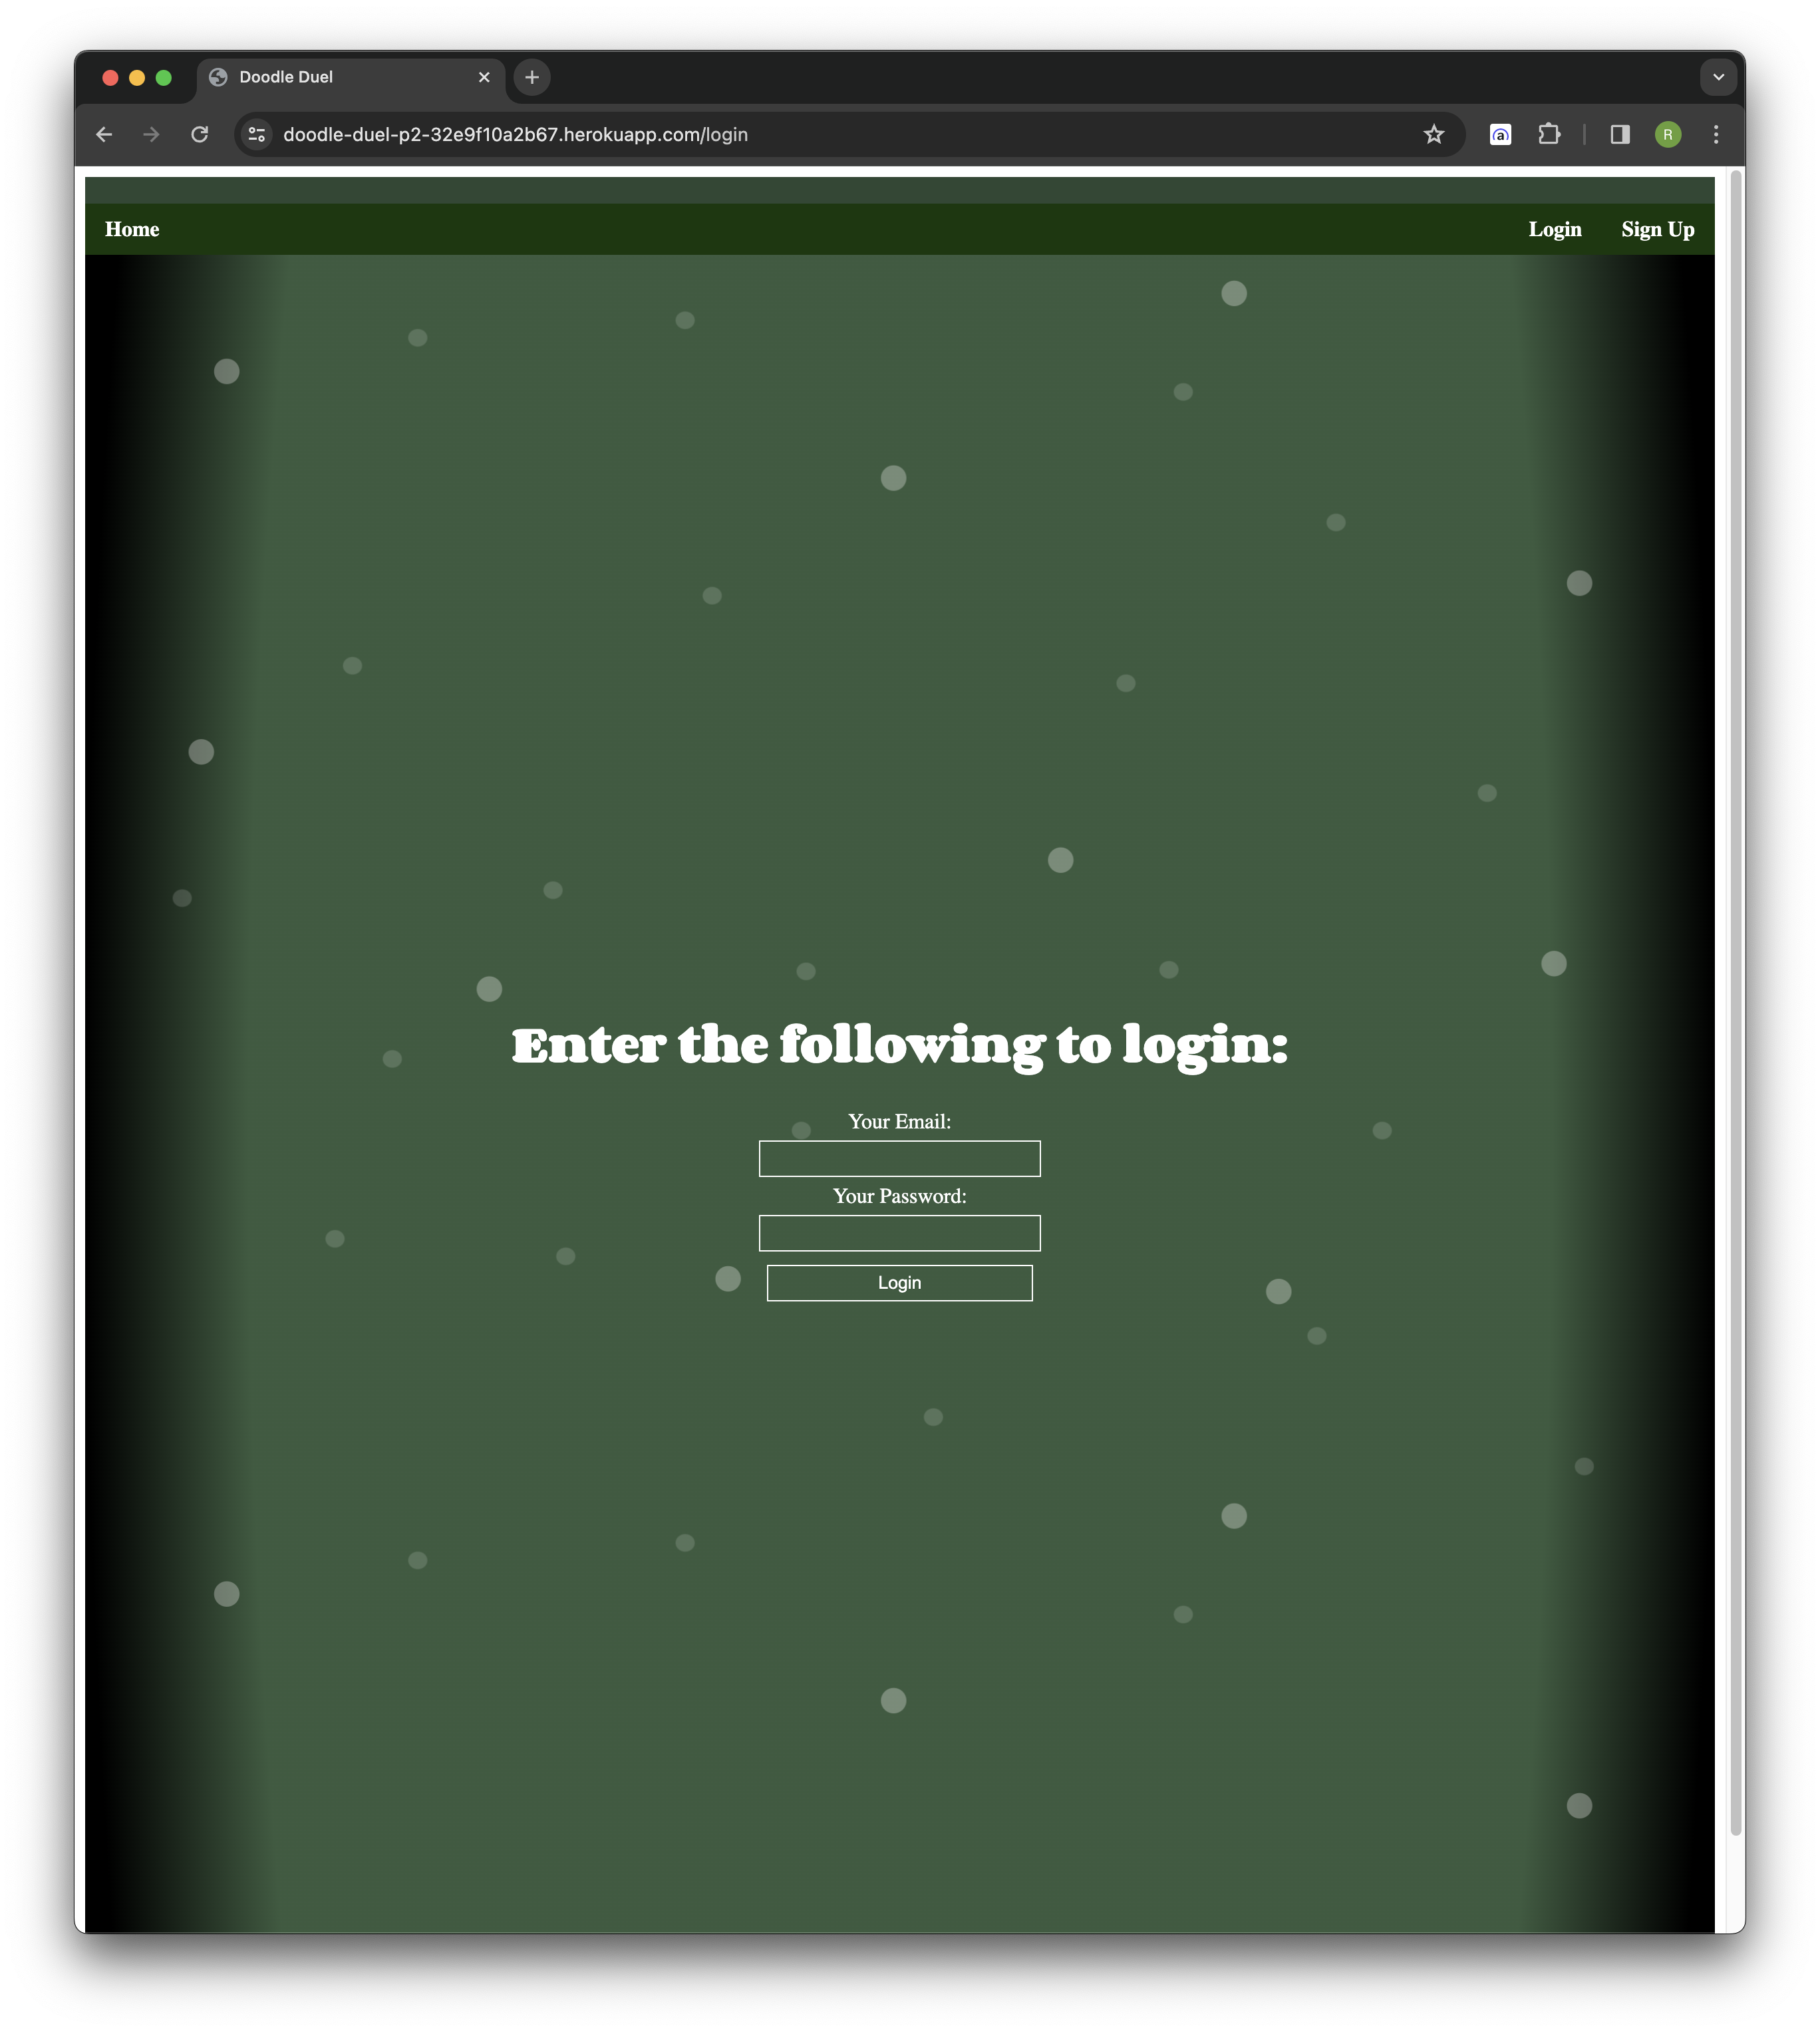 Doodle Duel
doodle-duel-p2-32e9f10a2b67.herokuapp.com/login
a
R
Home Login Sign Up
Enter the following to login:
Your Email:
Your Password:
Login